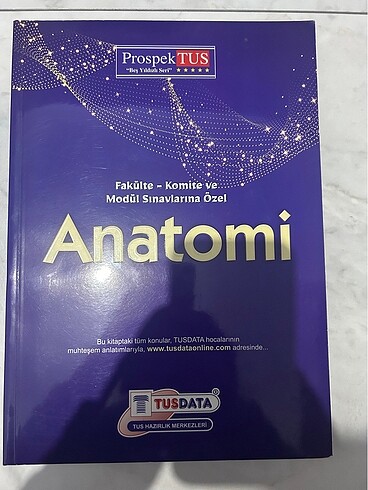 ProspekTUS
"Beş Yıldızlı Seri" ★★★★★
Fakülte - Komite ve
Modül Sınavlarına Özel
Anatomi
Bu kitaptaki tüm konular, TUSDATA hocalarının
muhteşem anlatımlarıyla, www.tusdataonline.com adresinde...
TUSDATA
TUS HAZIRLIK MERKEZLERİ